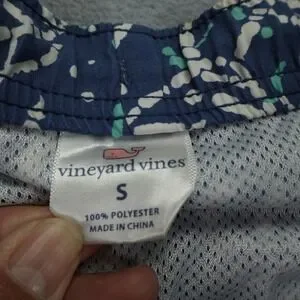 vineyard vines
S
100% POLYESTER
MADE IN CHINA